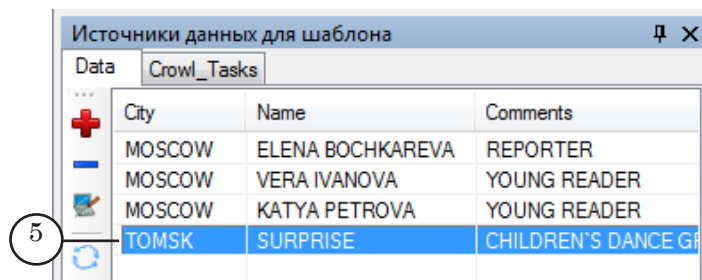 Источники данных для шаблона
Data Crowl_Tasks
City Name Comments
MOSCOW ELENA BOCHKAREVA REPORTER
MOSCOW VERA IVANOVA YOUNG READER
MOSCOW KATYA PETROVA YOUNG READER
5 TOMSK SURPRISE CHILDREN`S DANCE GF